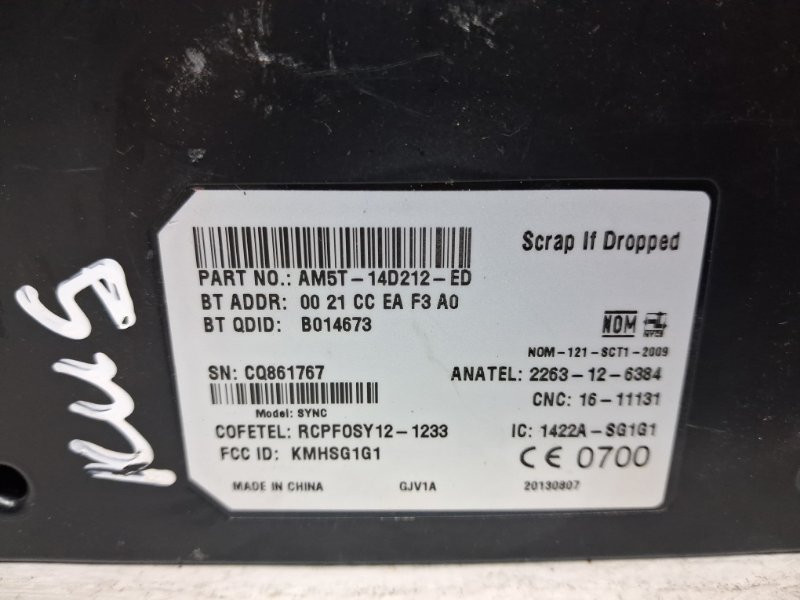 Scrap If Dropped
PART NO.: AM5T-14D212-ED
BT ADDR: 00 21 CC EA F3 A0
BT QDID: B014673
NOM NYCE
NOM-121-SCT1-2009
SN: CQ861767
ANATEL: 2263-12-6384
CNC: 16-11131
Model: SYNC
COFETEL: RCPFOSY12-1233
IC: 1422A-SG1G1
FCC ID: KMHSG1G1
CE 0700
MADE IN CHINA GJV1A 20130807